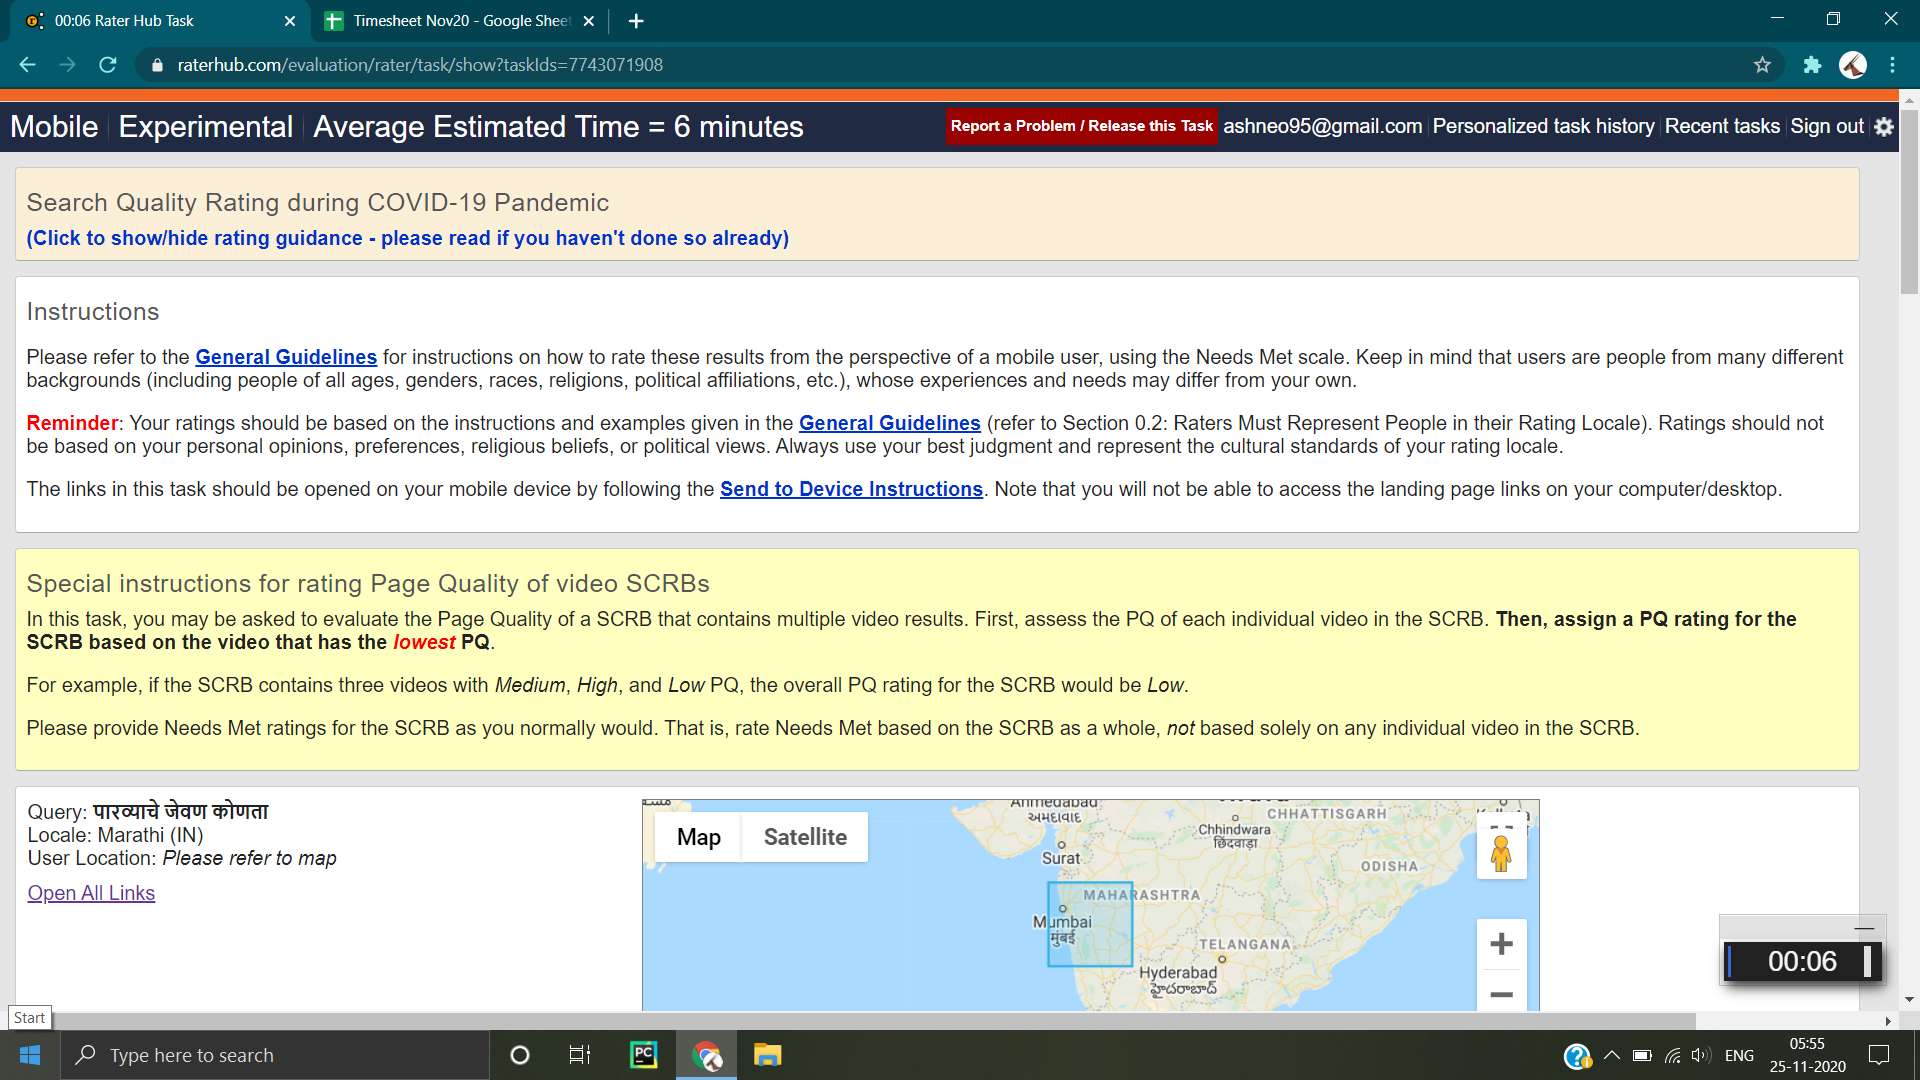 00:06 Rater Hub Task
Timesheet Nov20 - Google Sheet
raterhub.com/evaluation/rater/task/show?taskIds=7743071908
Mobile Experimental Average Estimated Time = 6 minutes
Report a Problem / Release this Task ashneo95@gmail.com Personalized task history Recent tasks Sign out
Search Quality Rating during COVID-19 Pandemic
(Click to show/hide rating guidance - please read if you haven't done so already)
Instructions
Please refer to the General Guidelines for instructions on how to rate these results from the perspective of a mobile user, using the Needs Met scale. Keep in mind that users are people from many different
backgrounds (including people of all ages, genders, races, religions, political affiliations, etc.), whose experiences and needs may differ from your own.
Reminder: Your ratings should be based on the instructions and examples given in the General Guidelines (refer to Section 0.2: Raters Must Represent People in their Rating Locale). Ratings should not
be based on your personal opinions, preferences, religious beliefs, or political views. Always use your best judgment and represent the cultural standards of your rating locale.
The links in this task should be opened on your mobile device by following the Send to Device Instructions. Note that you will not be able to access the landing page links on your computer/desktop.
Special instructions for rating Page Quality of video SCRBs
In this task, you may be asked to evaluate the Page Quality of a SCRB that contains multiple video results. First, assess the PQ of each individual video in the SCRB. Then, assign a PQ rating for the
SCRB based on the video that has the lowest PQ.
For example, if the SCRB contains three videos with Medium, High, and Low PQ, the overall PQ rating for the SCRB would be Low.
Please provide Needs Met ratings for the SCRB as you normally would. That is, rate Needs Met based on the SCRB as a whole, not based solely on any individual video in the SCRB.
Query: पारव्याचे जेवण कोणता
Locale: Marathi (IN)
User Location: Please refer to map
Open All Links
Map Satellite
Ahmedabad
અમદાવાદ
CHHATTISGARH
Chhindwara
छिंदवाड़ा
Surat
ODISHA
MAHARASHTRA
Mumbai
मुंबई
TELANGANA
Hyderabad
హైదరాబాద్
00:06
Start
Type here to search
PC
ENG
05:55
25-11-2020